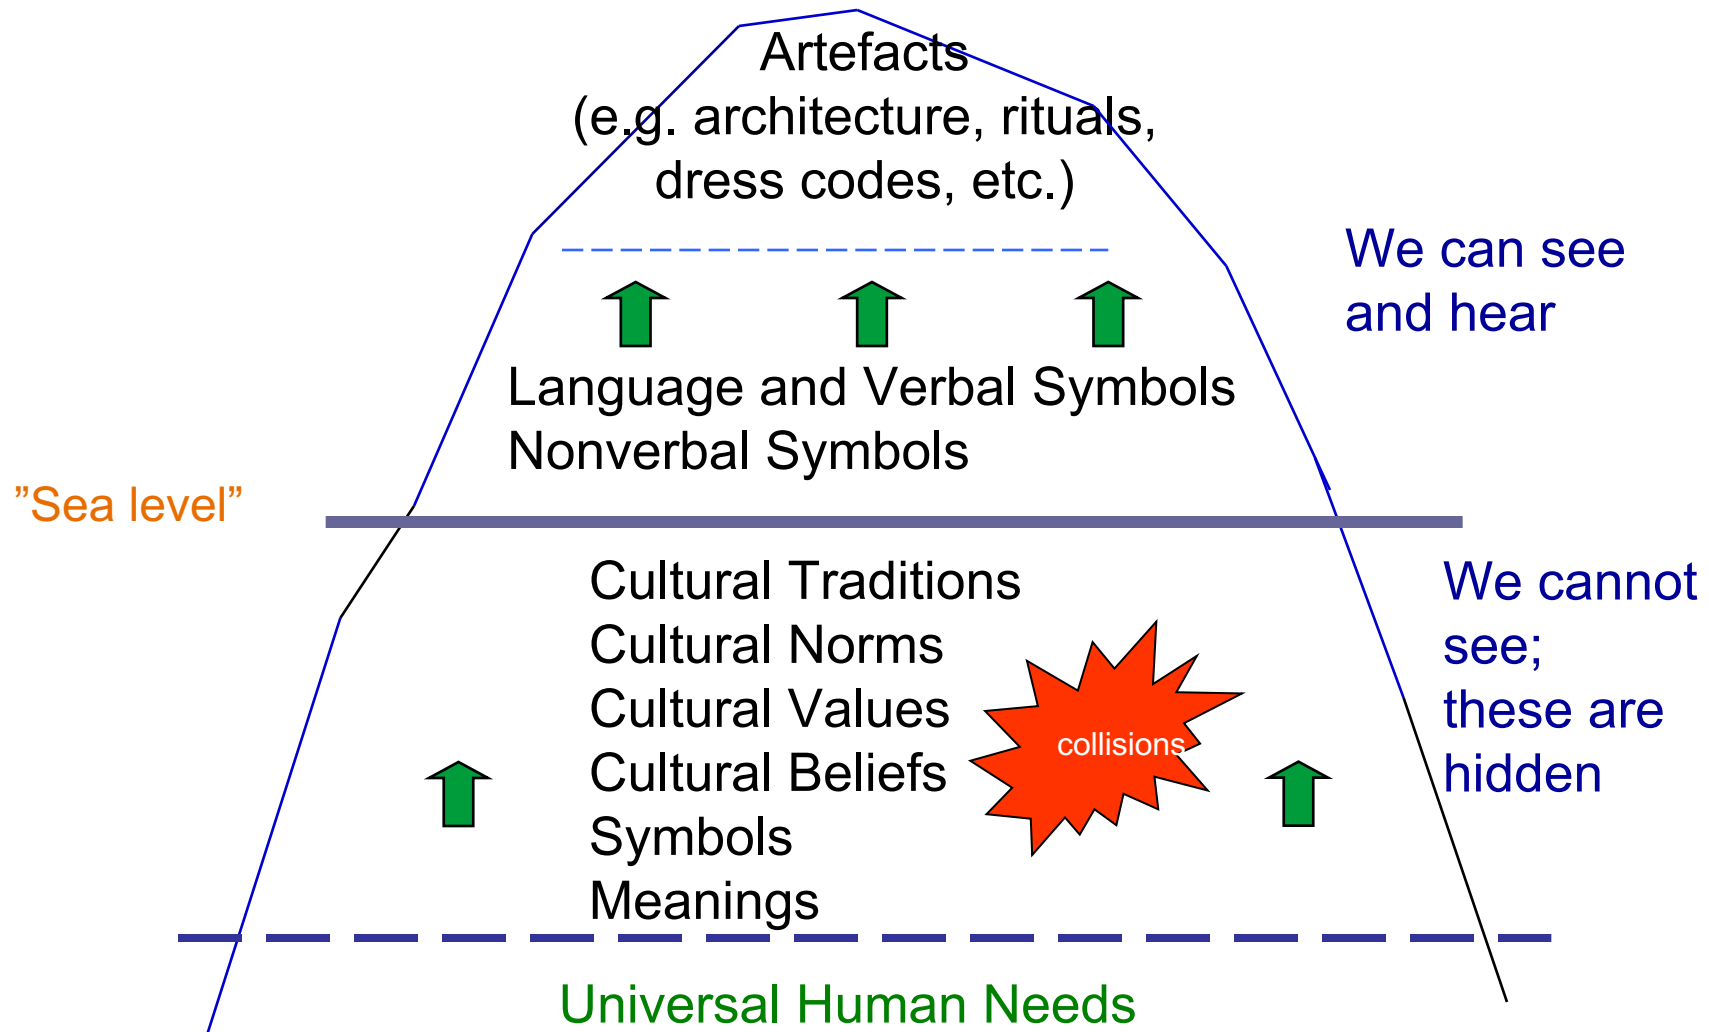 Artefacts
(e.g. architecture, rituals,
dress codes, etc.)
We can see
and hear
Language and Verbal Symbols
Nonverbal Symbols
”Sea level”
Cultural Traditions
Cultural Norms
Cultural Values
Cultural Beliefs
Symbols
Meanings
collisions
We cannot
see;
these are
hidden
Universal Human Needs